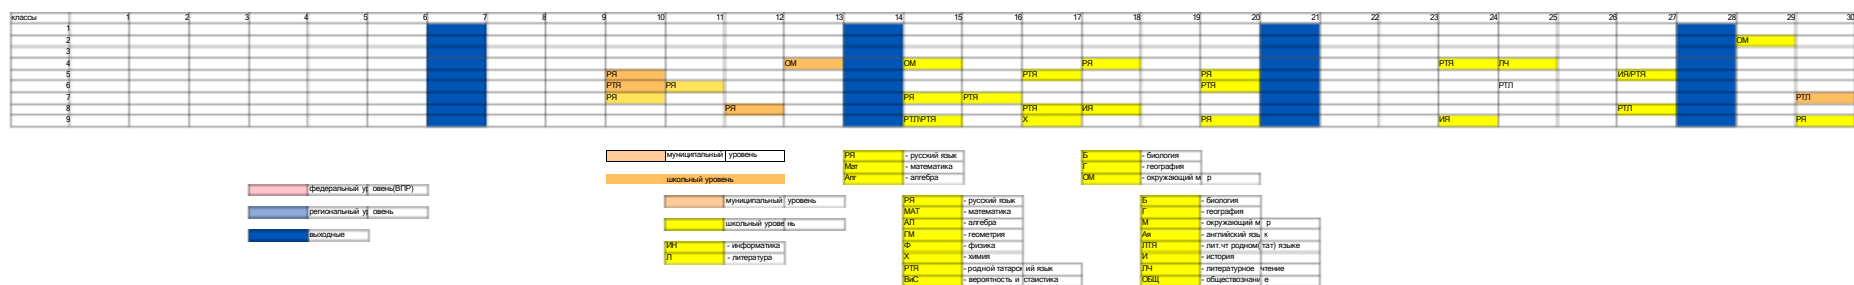 классы 1 2 3 4 5 6 7 8 9 10 11 12 13 14 15 16 17 18 19 20 21 22 23 24 25 26 27 28 29 30
1
2 ОМ
3
4 ОМ ОМ РЯ РТЯ ЛЧ
5 РЯ РТЯ РЯ ИЯ/РТЯ
6 РТЯ РЯ РТЯ РТЛ
7 РЯ РЯ РТЯ РТЛ
8 РЯ РТЯ ИЯ РТЛ
9 РТЛ\РТЯ Х РЯ ИЯ РЯ
муниципальный уровень РЯ - русский язык Б - биология
Мат - математика Г - география
школьный уровень Алг - алгебра ОМ - окружающий м р
федеральный ур овень(ВПР)
муниципальный уровень РЯ - русский язык Б - биология
региональный ур овень МАТ - математика Г - география
школьный урове нь АП - алгебра М - окружающий м р
выходные ГМ - геометрия Ая - английский язы к
ИН - информатика Ф - физика ЛТЯ - лит.чт родном( тат) языке
Л - литература Х - химия И - история
РТЯ - родной татарск ий язык ЛЧ - литературное чтение
ВиС - вероятность и стаистика ОБЩ - обществознани е